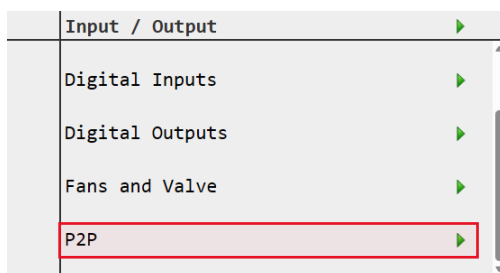 Input / Output
Digital Inputs
Digital Outputs
Fans and Valve
P2P